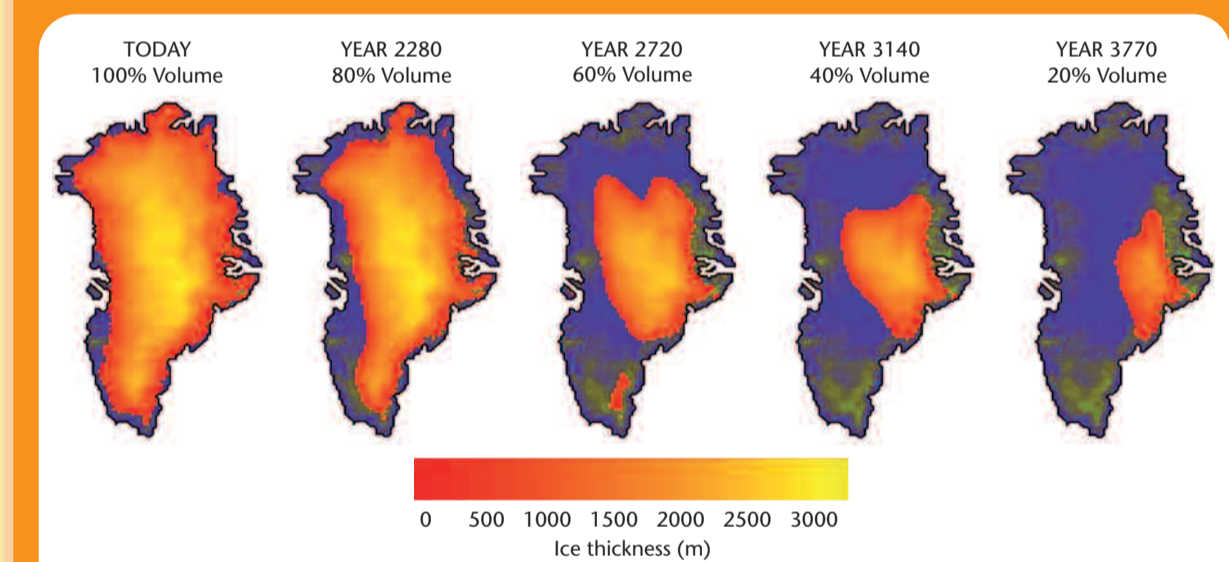 TODAY
100% Volume
YEAR 2280
80% Volume
YEAR 2720
60% Volume
YEAR 3140
40% Volume
YEAR 3770
20% Volume
0 500 1000 1500 2000 2500 3000
Ice thickness (m)